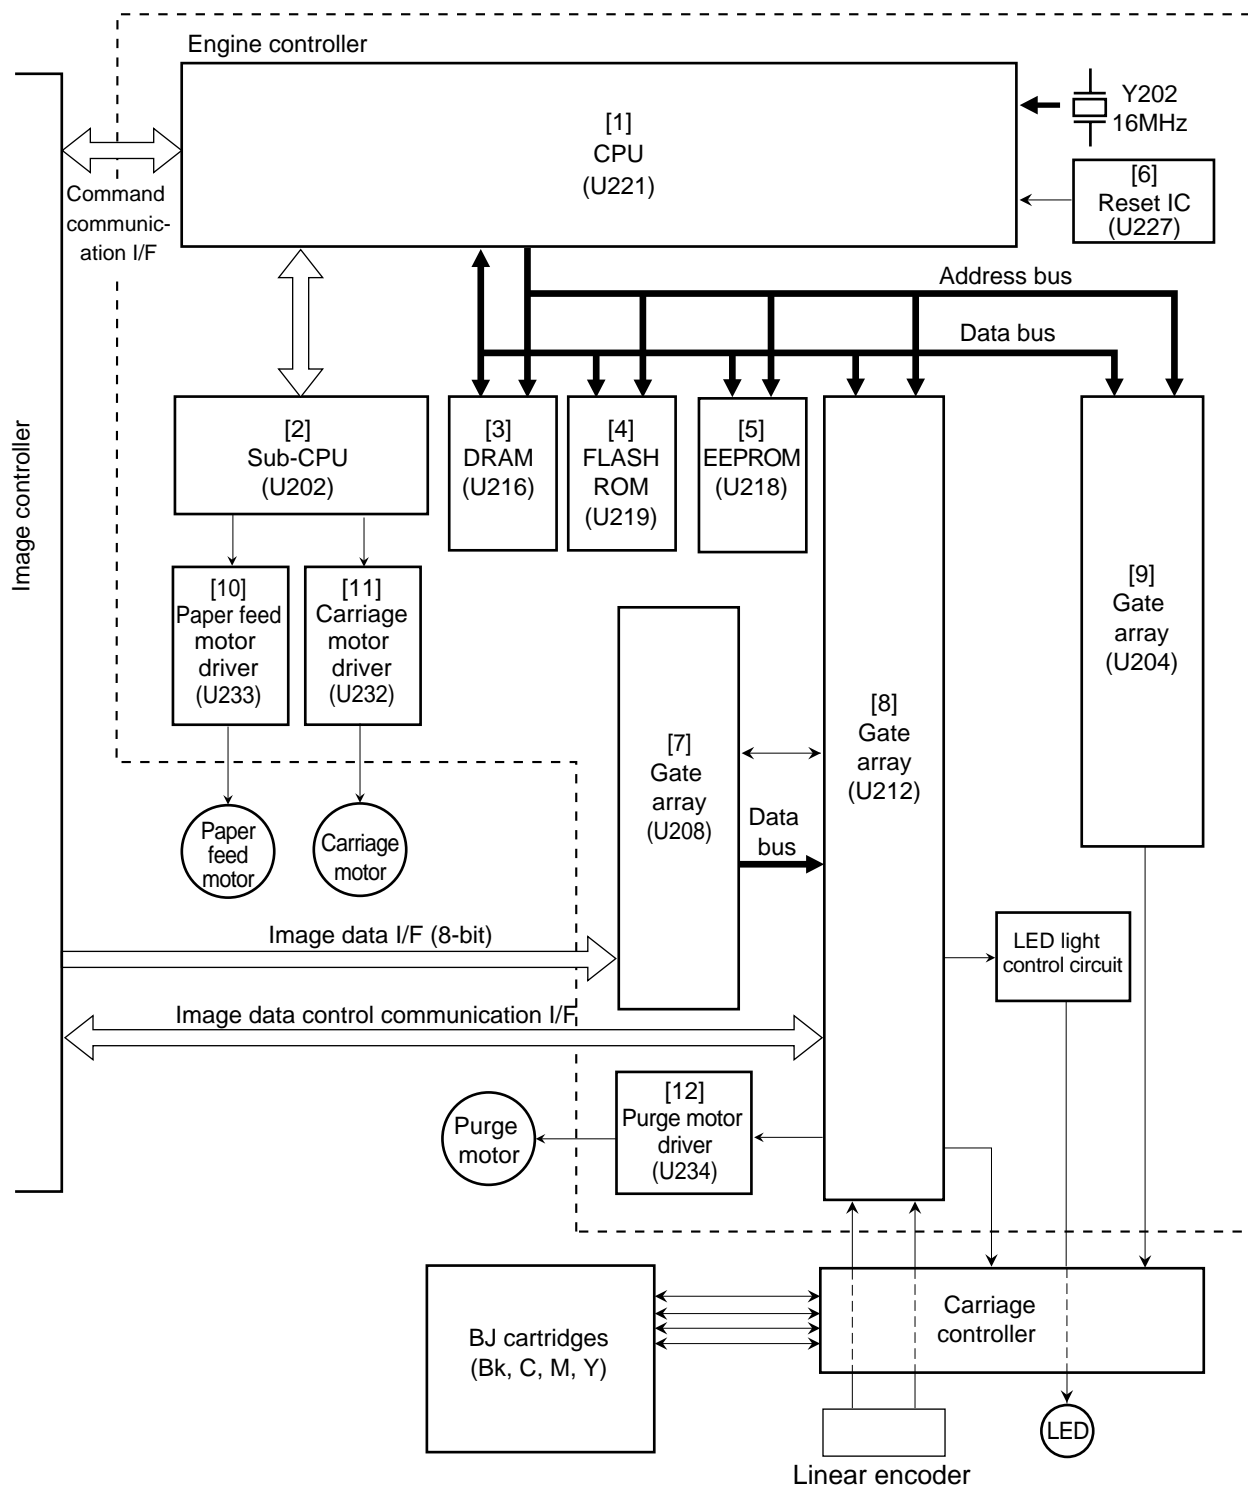 Engine controller
[1]
CPU
(U221)
Y202
16MHz
[6]
Reset IC
(U227)
Command
communic-
ation I/F
Address bus
Data bus
Image controller
[2]
Sub-CPU
(U202)
[3]
DRAM
(U216)
[4]
FLASH
ROM
(U219)
[5]
EEPROM
(U218)
[10]
Paper feed
motor
driver
(U233)
[11]
Carriage
motor
driver
(U232)
[9]
Gate
array
(U204)
[8]
Gate
array
(U212)
[7]
Gate
array
(U208)
Data
bus
Paper
feed
motor
Carriage
motor
Image data I/F (8-bit)
LED light
control circuit
Image data control communication I/F
[12]
Purge motor
driver
(U234)
Purge
motor
BJ cartridges
(Bk, C, M, Y)
Carriage
controller
LED
Linear encoder